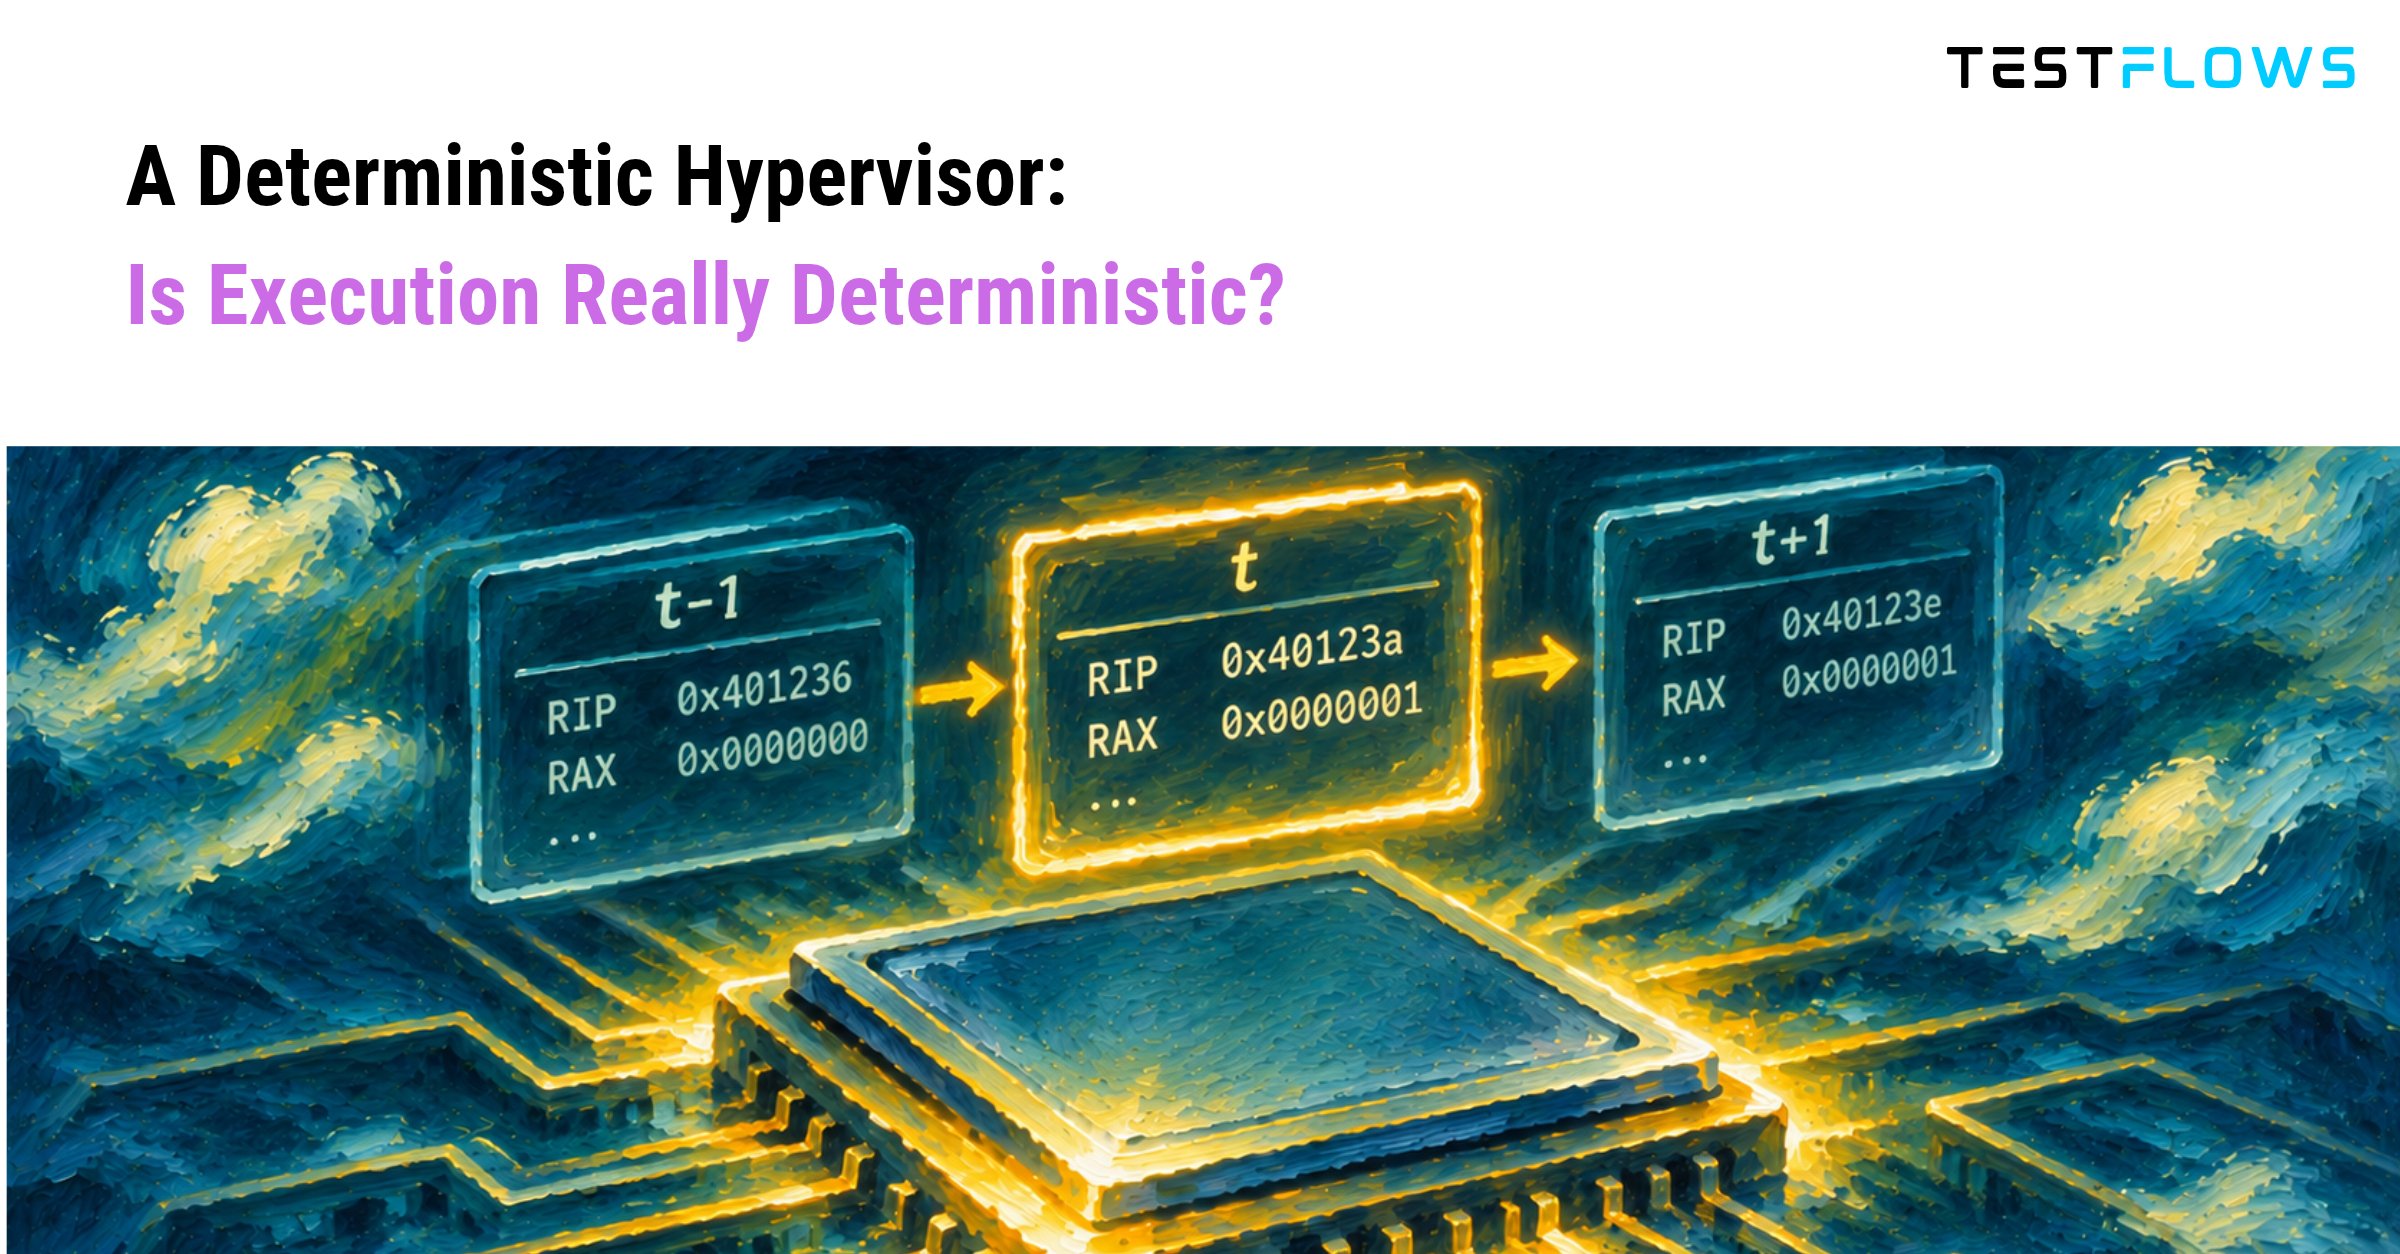 TESTFLOWS
A Deterministic Hypervisor:
Is Execution Really Deterministic?
t-1
RIP 0x401236
RAX 0x0000000
...
t
RIP 0x40123a
RAX 0x0000001
...
t+1
RIP 0x40123e
RAX 0x0000001
...